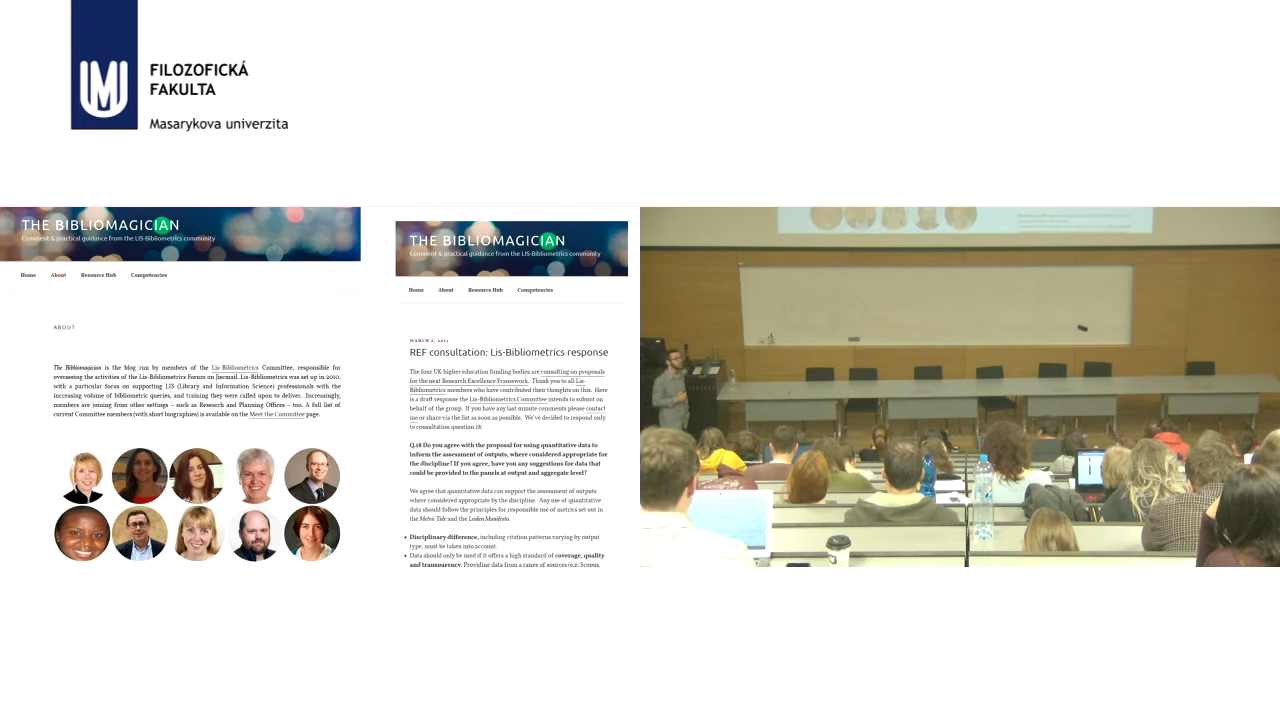 FILOZOFICKÁ
FAKULTA
Masarykova univerzita
THE BIBLIOMAGICIAN
Comment & practical guidance from the LIS-Bibliometrics community
Home About Resource Hub Competencies
ABOUT
The Bibliomagician is the blog run by members of the Lis-Bibliometrics Committee, responsible for
overseeing the activities of the Lis-Bibliometrics Forum on Jiscmail. Lis-Bibliometrics was set up in 2010,
with a particular focus on supporting LIS (Library and Information Science) professionals with the
increasing volume of bibliometric queries, and training they were called upon to deliver. Increasingly,
members are joining from other settings – such as Research and Planning Offices – too. A full list of
current Committee members (with short biographies) is available on the Meet the Committee page.
THE BIBLIOMAGICIAN
Comment & practical guidance from the LIS-Bibliometrics community
Home About Resource Hub Competencies
MARCH 2, 2017
REF consultation: Lis-Bibliometrics response
The four UK higher education funding bodies are consulting on proposals
for the next Research Excellence Framework. Thank you to all Lis-
Bibliometrics members who have contributed their thoughts on this. Here
is a draft response the Lis-Bibliometrics Committee intends to submit on
behalf of the group. If you have any last minute comments please contact
me or share via the list as soon as possible. We've decided to respond only
to consultation question 18:
Q.18 Do you agree with the proposal for using quantitative data to
inform the assessment of outputs, where considered appropriate for
the discipline? If you agree, have you any suggestions for data that
could be provided to the panels at output and aggregate level?
We agree that quantitative data can support the assessment of outputs
where considered appropriate by the discipline. Any use of quantitative
data should follow the principles for responsible use of metrics set out in
the Metric Tide and the Leiden Manifesto.
• Disciplinary difference, including citation patterns varying by output
type, must be taken into account.
• Data should only be used if it offers a high standard of coverage, quality
and transparency. Providing data from a range of sources (e.g. Scopus,